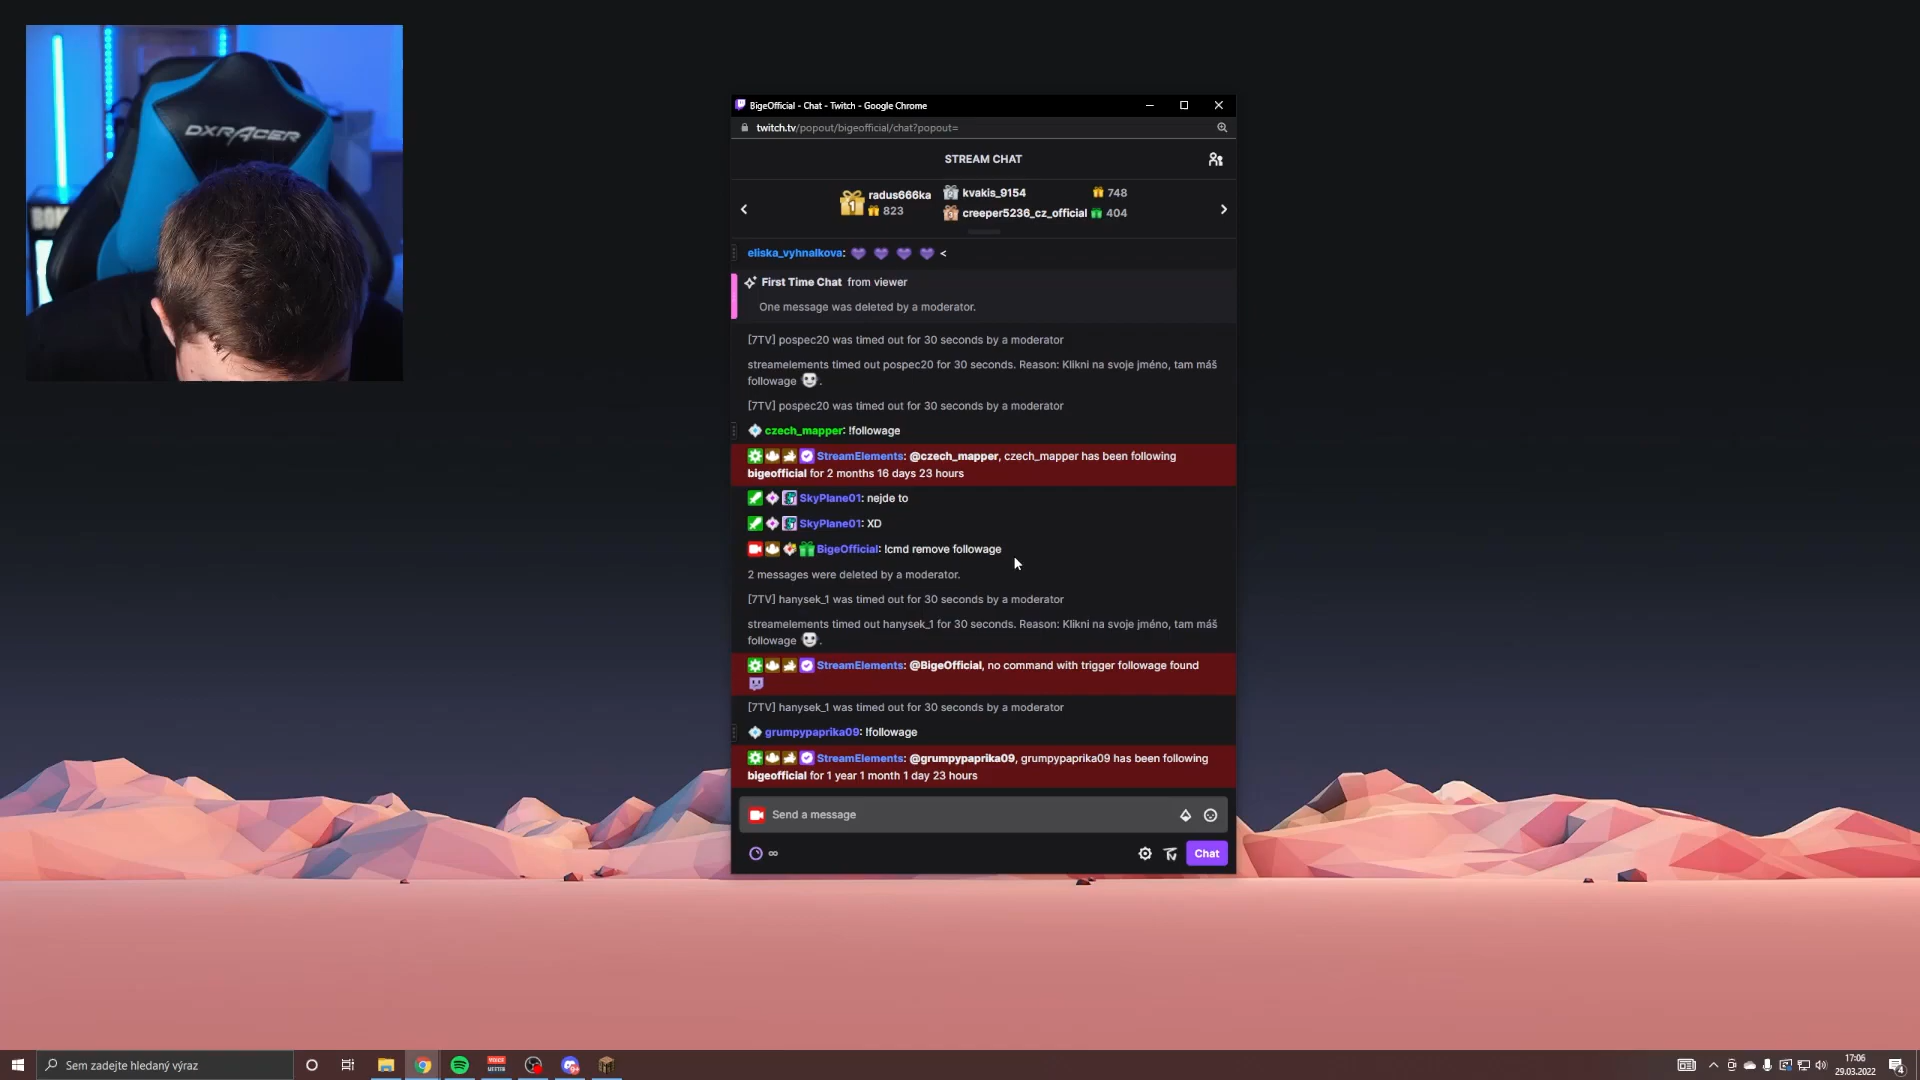 DXRACER
BigeOfficial - Chat - Twitch - Google Chrome
twitch.tv/popout/bigeofficial/chat?popout=
STREAM CHAT
1 radus666ka
823
kvakis_9154 748
creeper5236_cz_official 404
eliska_vyhnalkova: <
First Time Chat from viewer
One message was deleted by a moderator.
[7TV] pospec20 was timed out for 30 seconds by a moderator
streamelements timed out pospec20 for 30 seconds. Reason: Klikni na svoje jméno, tam máš
followage .
[7TV] pospec20 was timed out for 30 seconds by a moderator
czech_mapper: !followage
StreamElements: @czech_mapper, czech_mapper has been following
bigeofficial for 2 months 16 days 23 hours
SkyPlane01: nejde to
SkyPlane01: XD
BigeOfficial: !cmd remove followage
2 messages were deleted by a moderator.
[7TV] hanysek_1 was timed out for 30 seconds by a moderator
streamelements timed out hanysek_1 for 30 seconds. Reason: Klikni na svoje jméno, tam máš
followage .
StreamElements: @BigeOfficial, no command with trigger followage found
[7TV] hanysek_1 was timed out for 30 seconds by a moderator
grumpypaprika09: !followage
StreamElements: @grumpypaprika09, grumpypaprika09 has been following
bigeofficial for 1 year 1 month 1 day 23 hours
Send a message
∞
Chat
Sem zadejte hledaný výraz
VOICE
MEETER
17:06
29.03.2022
4